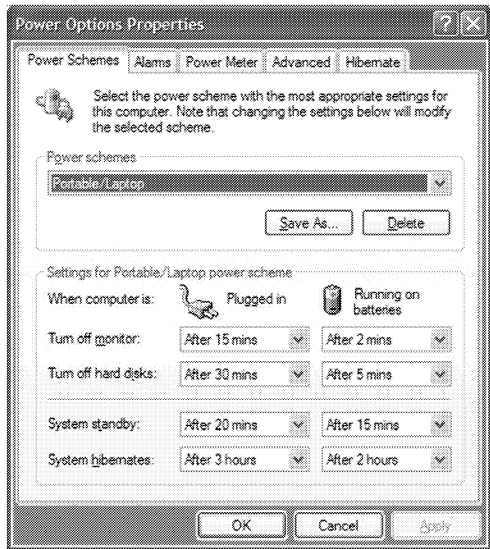 Power Options Properties
Power Schemes Alarms Power Meter Advanced Hibernate
Select the power scheme with the most appropriate settings for
this computer. Note that changing the settings below will modify
the selected scheme.
Power schemes
Portable/Laptop
Save As... Delete
Settings for Portable/Laptop power scheme
When computer is: Plugged in Running on
batteries
Turn off monitor: After 15 mins After 2 mins
Turn off hard disks: After 30 mins After 5 mins
System standby: After 20 mins After 15 mins
System hibernates: After 3 hours After 2 hours
OK Cancel Apply